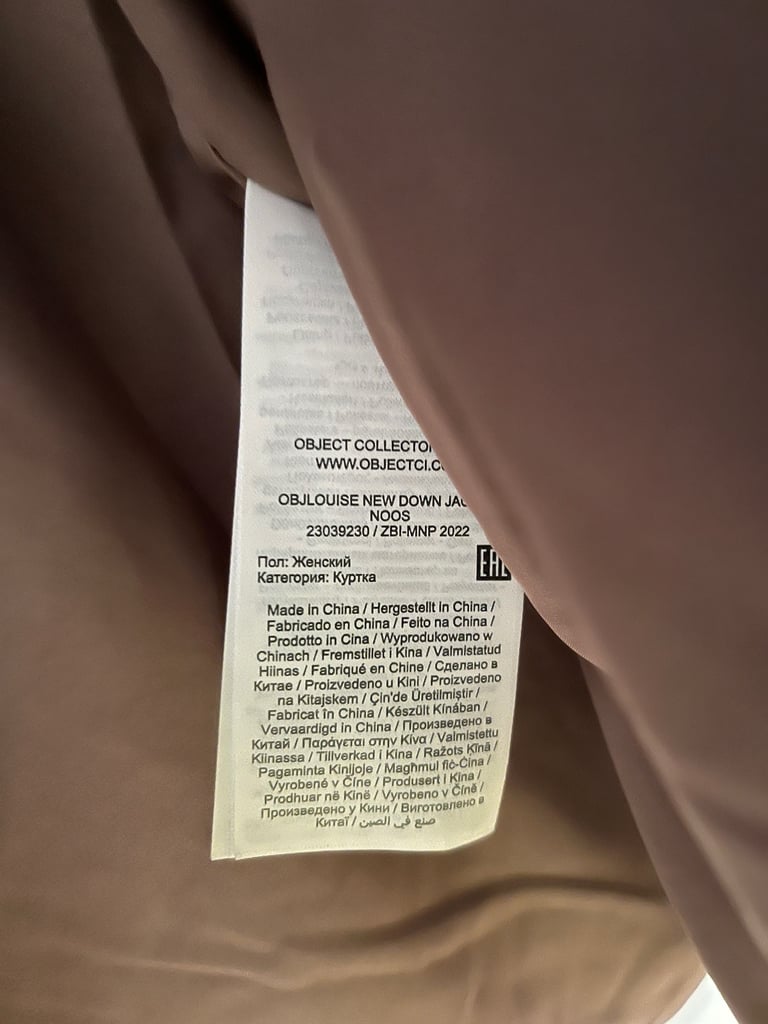 OBJECT COLLECTO
WWW.OBJECTCI.C
OBJLOUISE NEW DOWN JA
NOOS
23039230 / ZBI-MNP 2022
Пол: Женский
Категория: Куртка
EAC
Made in China / Hergestellt in China /
Fabricado en China / Feito na China /
Prodotto in Cina / Wyprodukowano w
Chinach / Fremstillet i Kina / Valmistatud
Hiinas / Fabriqué en Chine / Сделано в
Китае / Proizvedeno u Kini / Proizvedeno
na Kitajskem / Çin'de Üretilmiştir /
Fabricat în China / Készült Kínában /
Vervaardigd in China / Произведено в
Китай / Παράγεται στην Κίνα / Valmistettu
Kiinassa / Tillverkad i Kina / Ražots Ķīnā /
Pagaminta Kinijoje / Magħmul fiċ-Ċina /
Vyrobené v Číne / Produsert i Kina /
Prodhuar në Kinë / Vyrobeno v Číně /
Произведено у Кини / Виготовлено в
Китаї / صنع في الصين